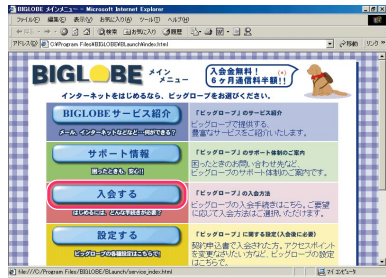 BIGLOBE メインメニュー - Microsoft Internet Explorer
ファイル(F) 編集(E) 表示(V) お気に入り(A) ツール(T) ヘルプ(H)
検索 お気に入り 履歴
アドレス(D) C:¥Program Files¥BIGLOBE¥BLaunch¥index.html 移動 リンク »
BIGLOBE メインメニュー
入会金無料! (*)
6ヶ月通信料半額!!
インターネットをはじめるなら、ビッグローブをお選びください。
BIGLOBEサービス紹介
メール、インターネットなどなど…何ができる?
「ビッグローブ」のサービス紹介
ビッグローブで提供する、
豊富なサービスをご紹介いたします。
サポート情報
困ったときも、安心!
「ビッグローブ」のサポート体制のご案内
困ったときのお問い合わせ先など、
ビッグローブのサポート体制のご案内です。
入会する
はじめには、どんな手続きが必要?
「ビッグローブ」の入会方法
ビッグローブの入会手続きはこちら。ご要望
に応じて入会方法はご選択いただけます。
設定する
ビッグローブの各種設定はこちらで!
「ビッグローブ」に関する設定(入会後に必要)
契約申込書で入会された方、アクセスポイント
を変更なさりたい方など、ビッグローブの設定
はこちら。
file:///C:/Program Files/BIGLOBE/BLaunch/service_index.html
マイ コンピュータ